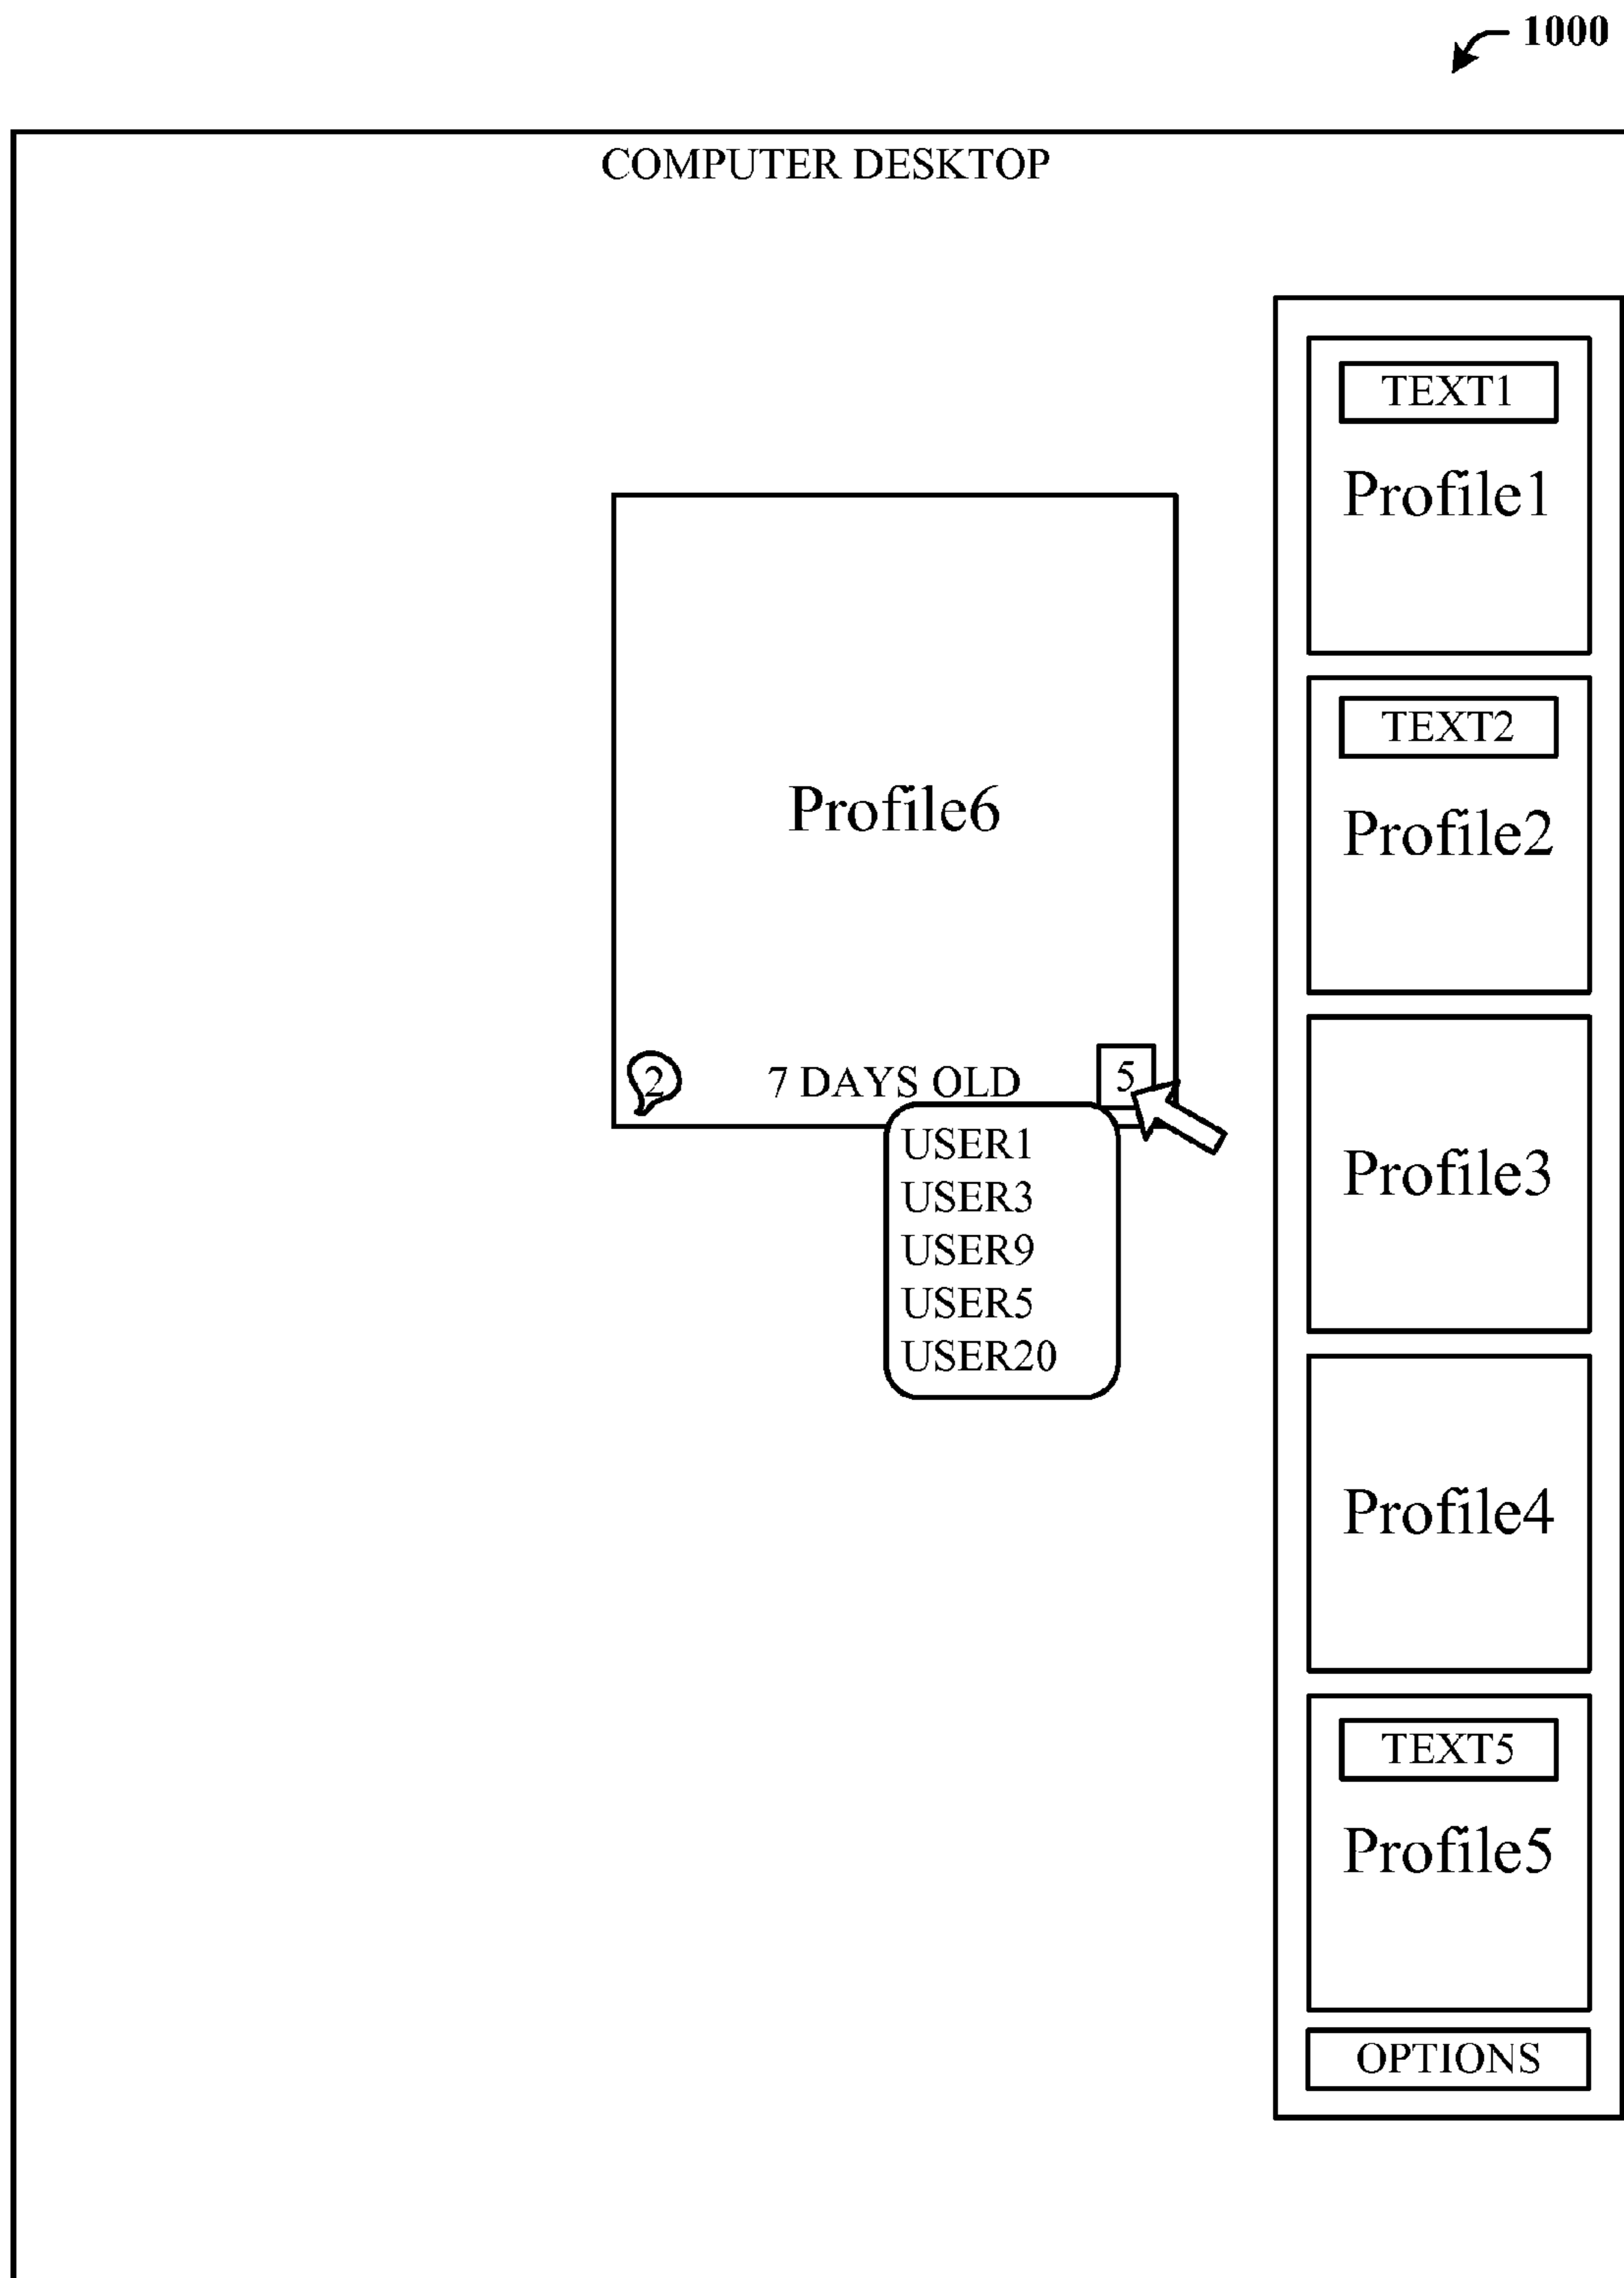 1000
COMPUTER DESKTOP
Profile6
2 7 DAYS OLD 5
USER1
USER3
USER9
USER5
USER20
TEXT1
Profile1
TEXT2
Profile2
Profile3
Profile4
TEXT5
Profile5
OPTIONS